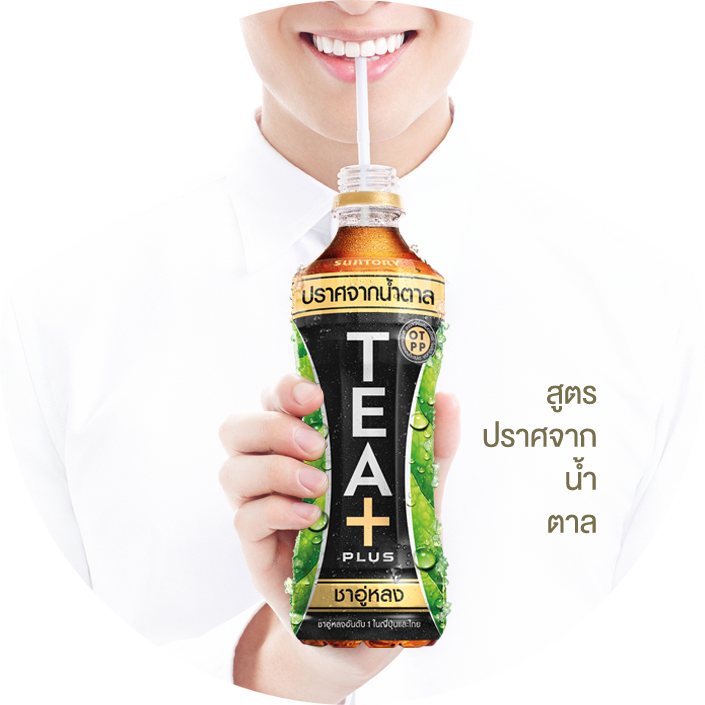 SUNTORY
ปราศจากน้ำตาล
OT
PP
TEA+
PLUS
ชาอู่หลง
ชาอู่หลงอันดับ 1 ในญี่ปุ่นและไทย
สูตร
ปราศจาก
น้ำ
ตาล